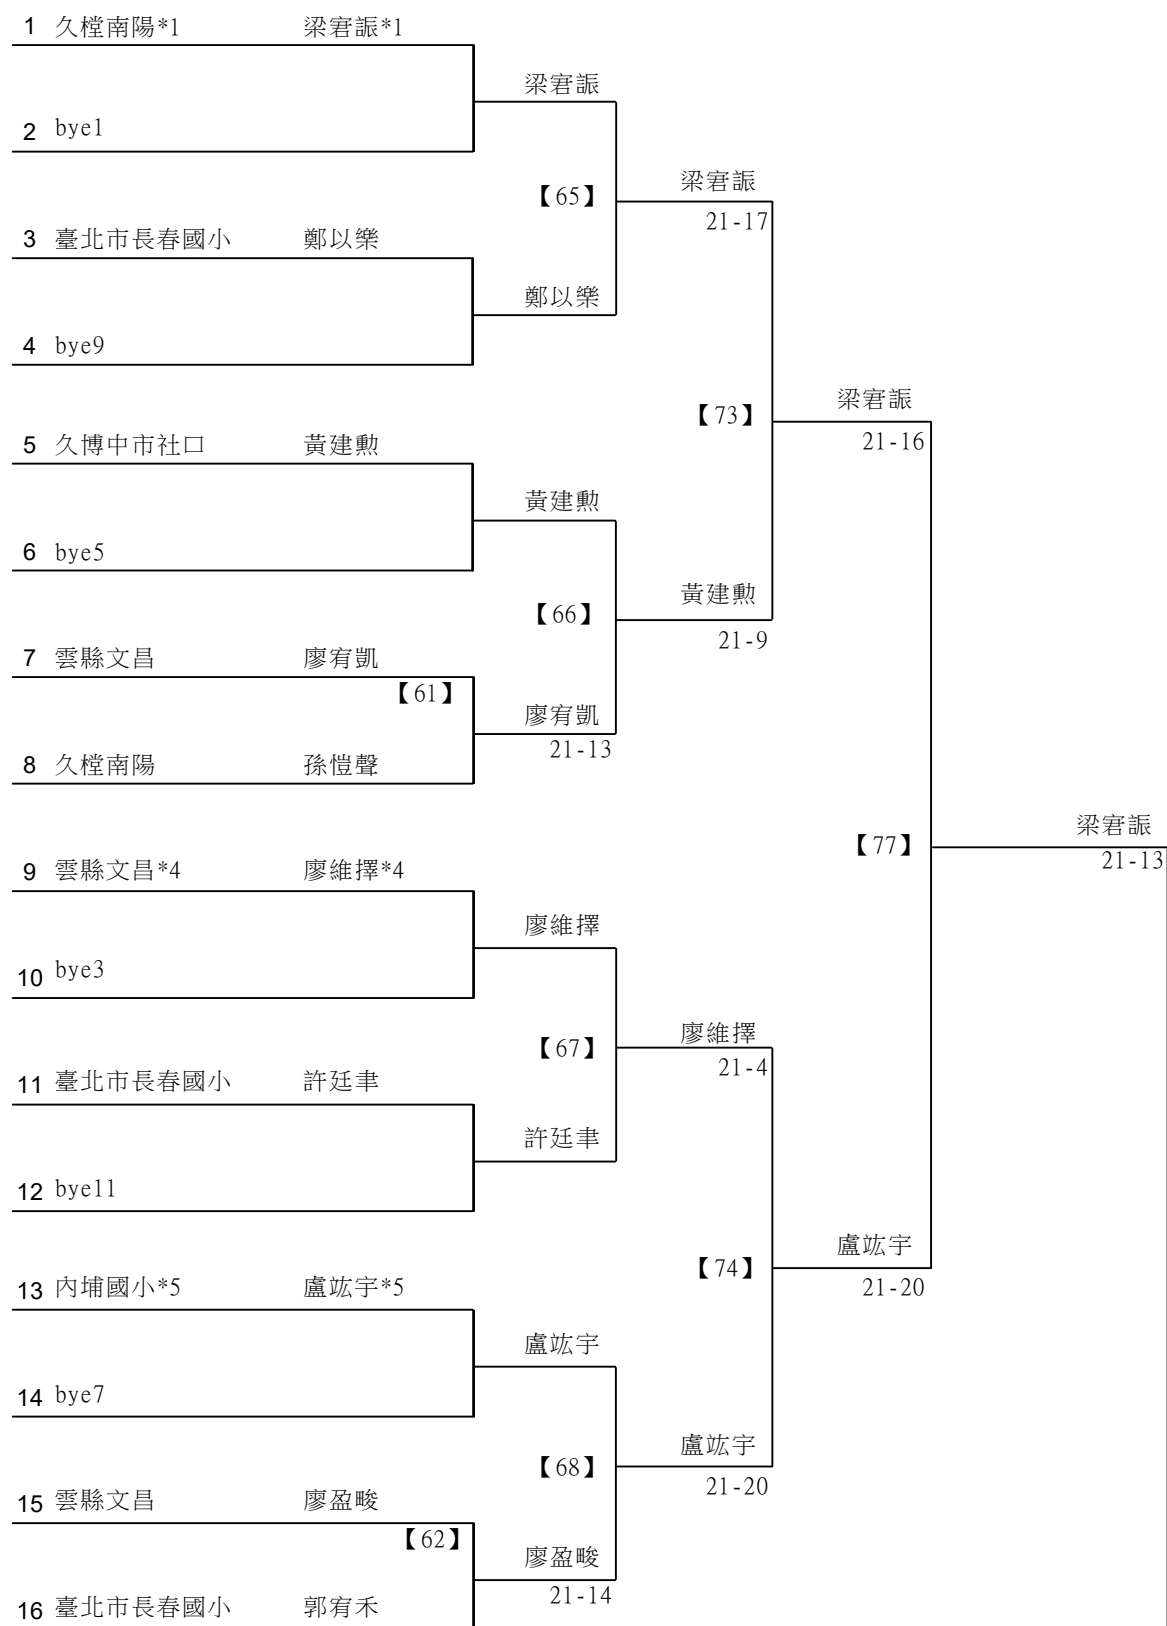 1 久樘南陽*1 梁宭誫*1
梁宭誫
2 bye1
梁宭誫
【65】
21-17
3 臺北市長春國小 鄭以樂
鄭以樂
4 bye9
梁宭誫
【73】
5 久博中市社口 黃建勲
21-16
黃建勲
6 bye5
黃建勲
【66】
21-9
7 雲縣文昌 廖宥凱
【61】
廖宥凱
21-13
8 久樘南陽 孫愷聲
梁宭誫
【77】
21-13
9 雲縣文昌*4 廖維擇*4
廖維擇
10 bye3
廖維擇
【67】
21-4
11 臺北市長春國小 許廷聿
許廷聿
12 bye11
盧竑宇
【74】
21-20
13 內埔國小*5 盧竑宇*5
盧竑宇
14 bye7
盧竑宇
【68】
21-20
15 雲縣文昌 廖盈畯
【62】
廖盈畯
21-14
16 臺北市長春國小 郭宥禾